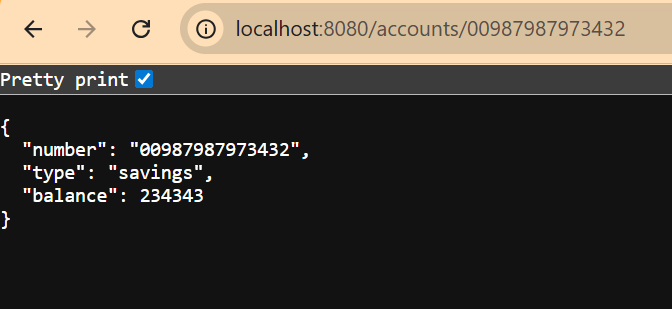 localhost:8080/accounts/00987987973432
Pretty print
{
  "number": "00987987973432",
  "type": "savings",
  "balance": 234343
}